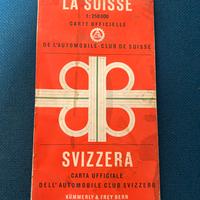 LA SUISSE
1:250000
CARTE OFFICIELLE
DE L'AUTOMOBILE-CLUB DE SUISSE
SVIZZERA
CARTA UFFICIALE
DELL'AUTOMOBILE CLUB SVIZZERO
KÜMMERLY & FREY BERN